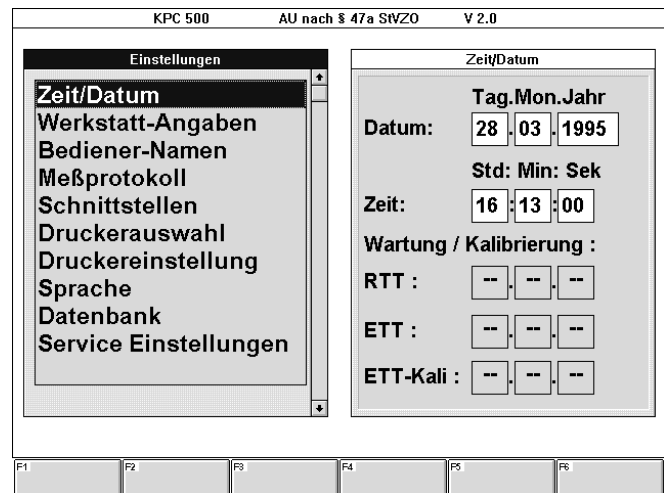 KPC 500 AU nach § 47a StVZO V 2.0
Einstellungen
Zeit/Datum
Werkstatt-Angaben
Bediener-Namen
Meßprotokoll
Schnittstellen
Druckerauswahl
Druckereinstellung
Sprache
Datenbank
Service Einstellungen
Zeit/Datum
Tag.Mon.Jahr
Datum: 28 . 03 . 1995
Std: Min: Sek
Zeit: 16 : 13 : 00
Wartung / Kalibrierung :
RTT : -- . -- . --
ETT : -- . -- . --
ETT-Kali : -- . -- . --
F1 F2 F3 F4 F5 F6